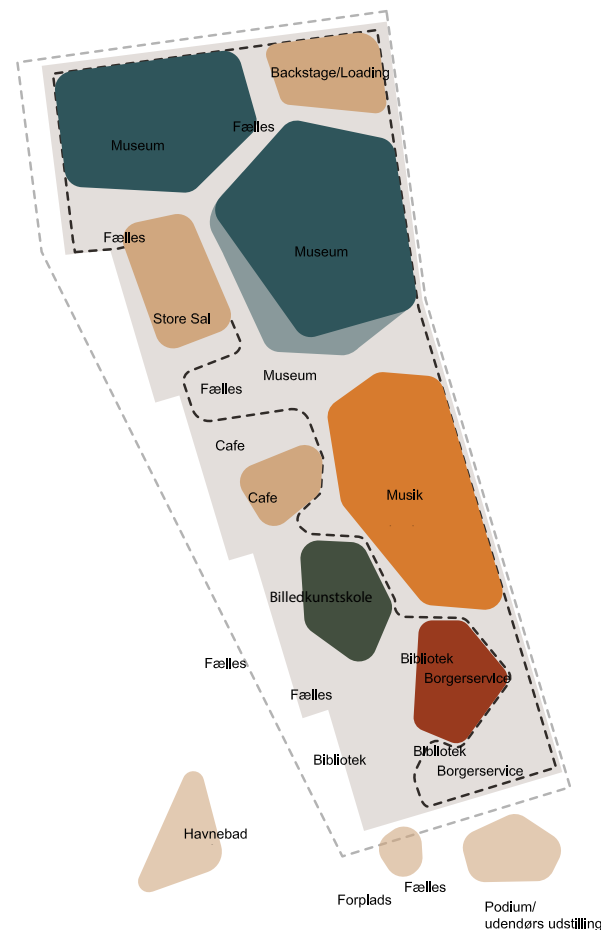 Backstage/Loading
Fælles
Museum
Fælles
Museum
Store Sal
Museum
Fælles
Cafe
Cafe
Musik
Billedkunstskole
Fælles
Bibliotek
Borgerservice
Fælles
Bibliotek
Bibliotek
Borgerservice
Havnebad
Fælles
Forplads
Podium/
udendørs udstilling